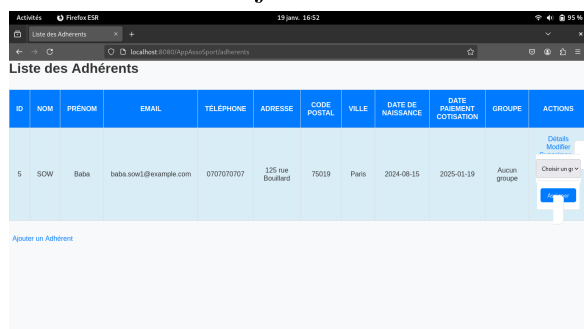 Activités Firefox ESR 19 janv. 16:52 95 %
Liste des Adhérents × +
localhost:8080/AppAssoSport/adherents
Liste des Adhérents
ID NOM PRÉNOM EMAIL TÉLÉPHONE ADRESSE CODE POSTAL VILLE DATE DE NAISSANCE DATE PAIEMENT COTISATION GROUPE ACTIONS
Détails
Modifier
5 SOW Baba baba.sow1@example.com 0707070707 125 rue Bouillard 75019 Paris 2024-08-15 2025-01-19 Aucun groupe Choisir un gr
Ajouter un Adhérent